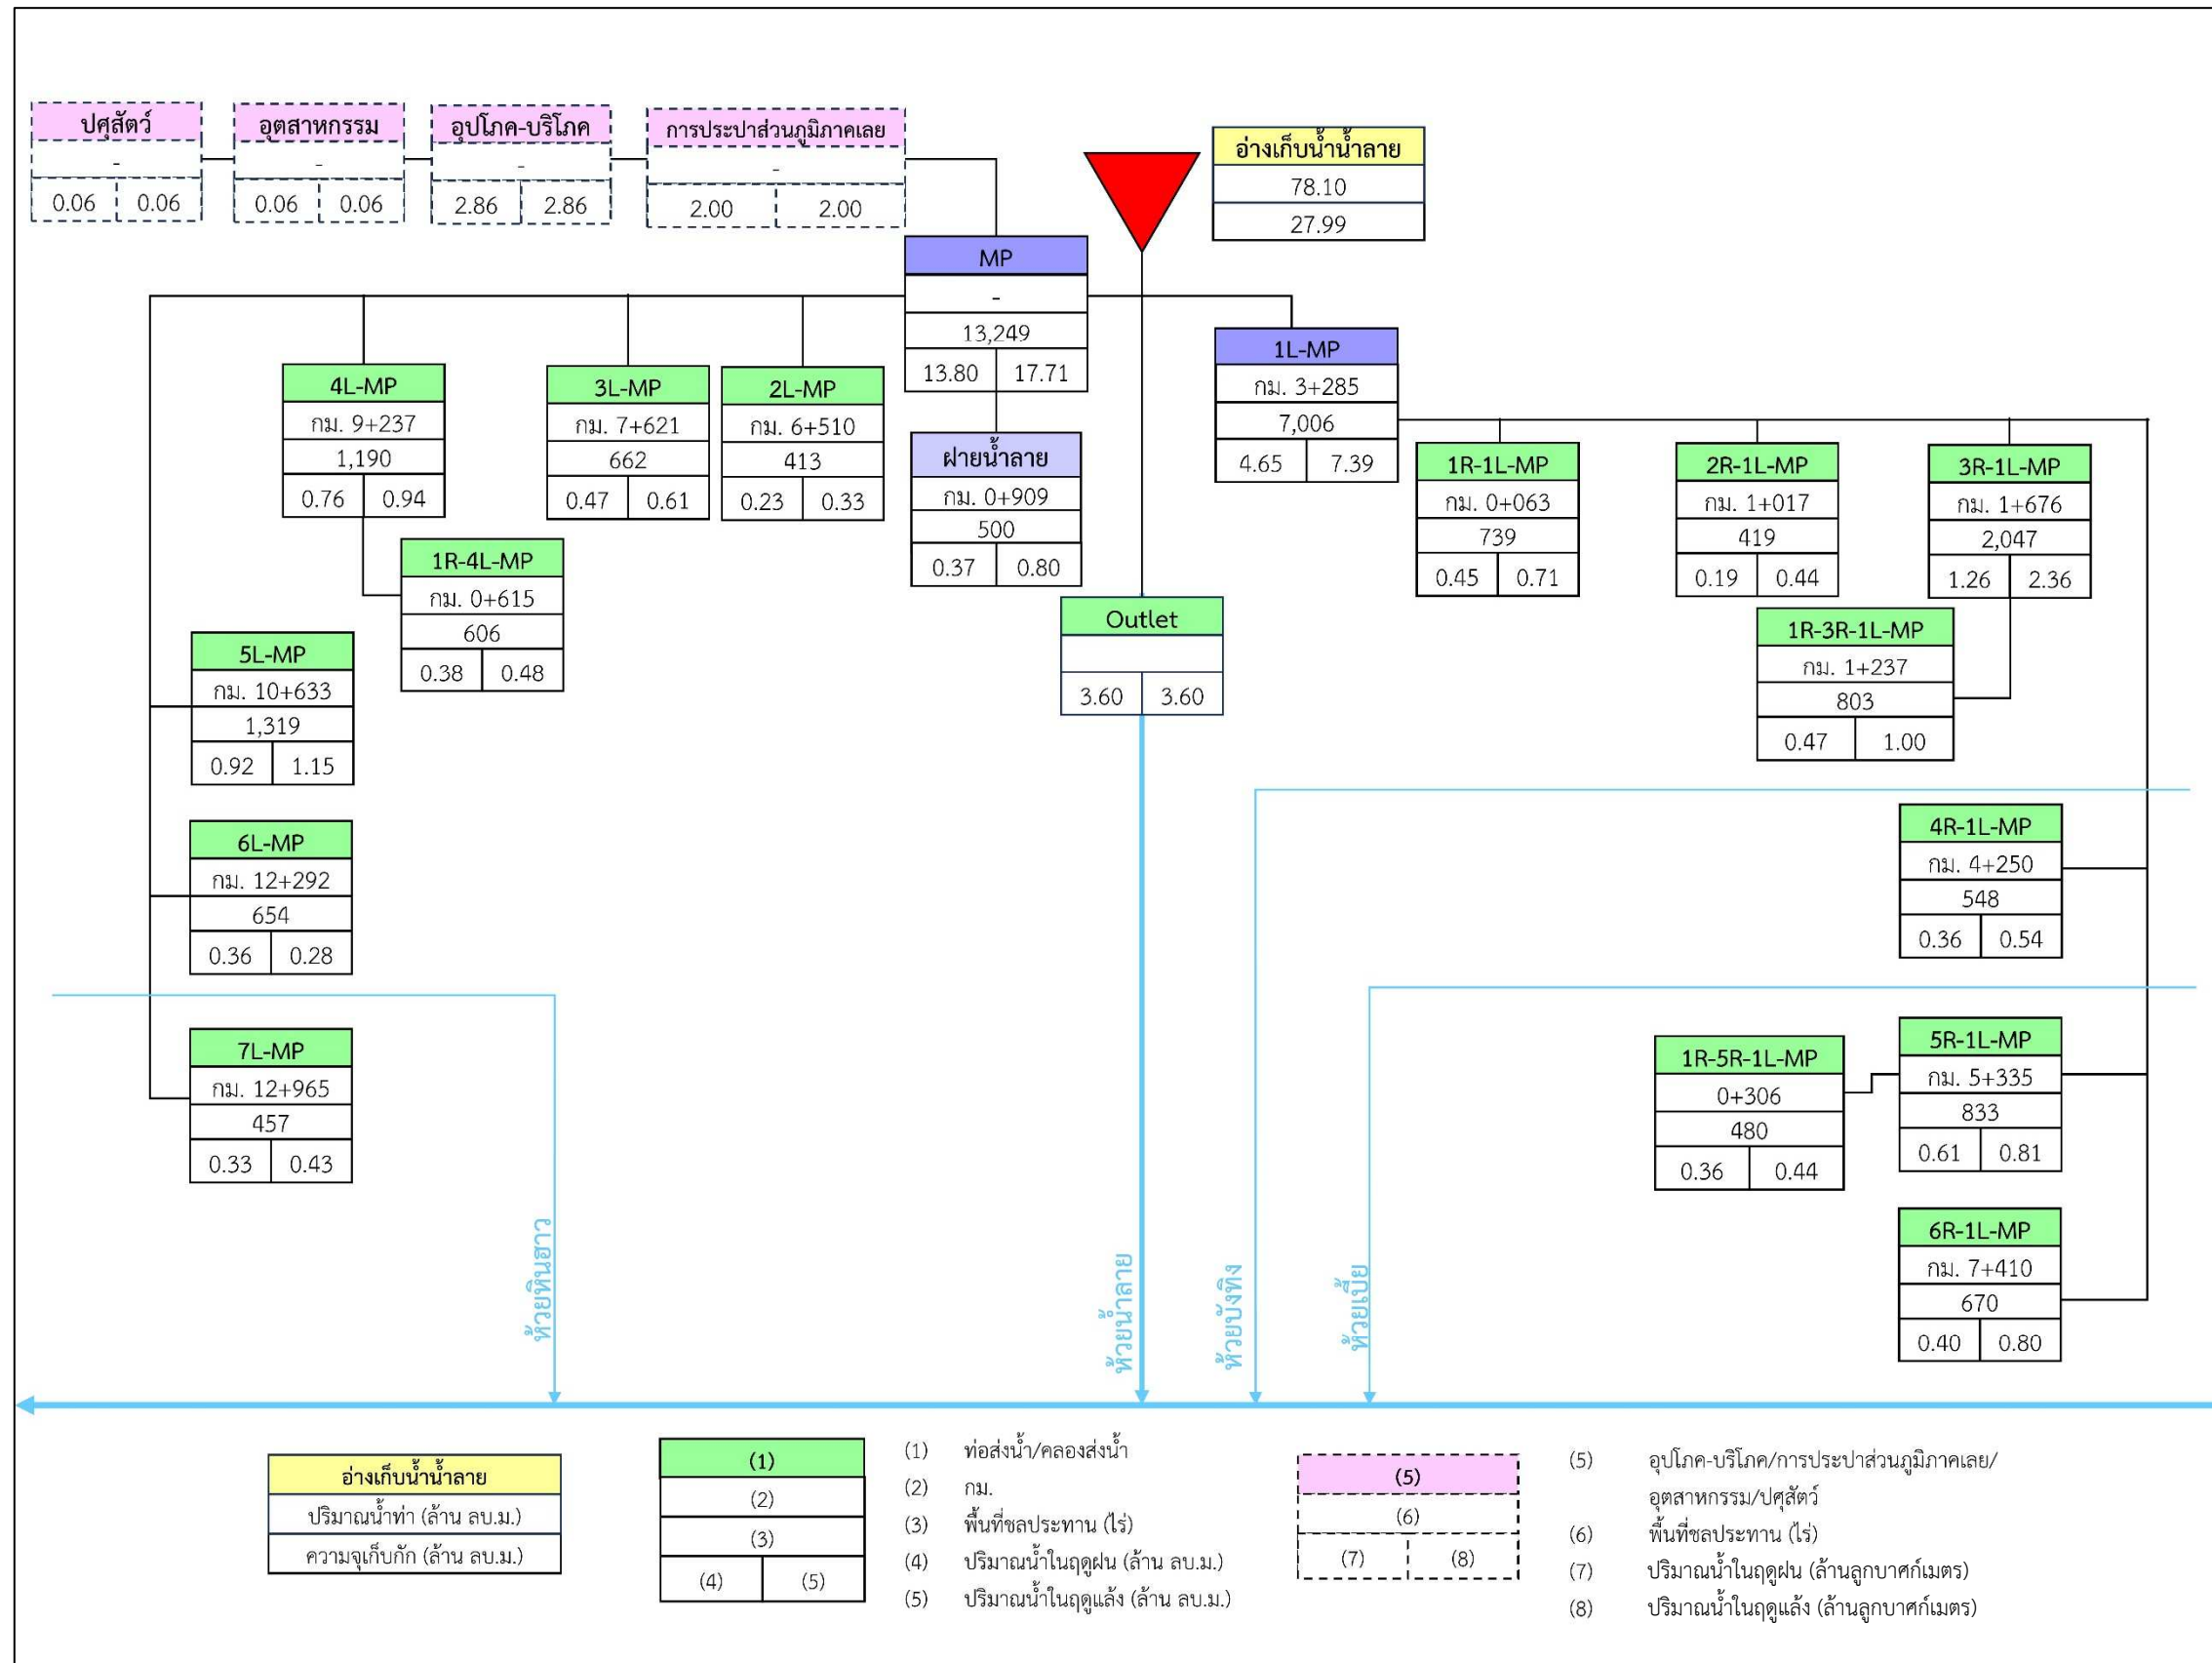 ปศุสัตว์
-
0.06 0.06
อุตสาหกรรม
-
0.06 0.06
อุปโภค-บริโภค
-
2.86 2.86
การประปาส่วนภูมิภาคเลย
-
2.00 2.00
อ่างเก็บน้ำน้ำลาย
78.10
27.99
MP
-
13,249
13.80 17.71
1L-MP
กม. 3+285
7,006
4.65 7.39
4L-MP
กม. 9+237
1,190
0.76 0.94
3L-MP
กม. 7+621
662
0.47 0.61
2L-MP
กม. 6+510
413
0.23 0.33
ฝายน้ำลาย
กม. 0+909
500
0.37 0.80
1R-1L-MP
กม. 0+063
739
0.45 0.71
2R-1L-MP
กม. 1+017
419
0.19 0.44
3R-1L-MP
กม. 1+676
2,047
1.26 2.36
1R-4L-MP
กม. 0+615
606
0.38 0.48
Outlet
3.60 3.60
1R-3R-1L-MP
กม. 1+237
803
0.47 1.00
5L-MP
กม. 10+633
1,319
0.92 1.15
6L-MP
กม. 12+292
654
0.36 0.28
4R-1L-MP
กม. 4+250
548
0.36 0.54
7L-MP
กม. 12+965
457
0.33 0.43
1R-5R-1L-MP
0+306
480
0.36 0.44
5R-1L-MP
กม. 5+335
833
0.61 0.81
6R-1L-MP
กม. 7+410
670
0.40 0.80
ห้วยหินฮาว
ห้วยน้ำลาย
ห้วยบังทิง
ห้วยเบี้ย
อ่างเก็บน้ำน้ำลาย
ปริมาณน้ำท่า (ล้าน ลบ.ม.)
ความจุเก็บกัก (ล้าน ลบ.ม.)
(1)
(2)
(3)
(4) (5)
(1) ท่อส่งน้ำ/คลองส่งน้ำ
(2) กม.
(3) พื้นที่ชลประทาน (ไร่)
(4) ปริมาณน้ำในฤดูฝน (ล้าน ลบ.ม.)
(5) ปริมาณน้ำในฤดูแล้ง (ล้าน ลบ.ม.)
(5)
(6)
(7) (8)
(5) อุปโภค-บริโภค/การประปาส่วนภูมิภาคเลย/
อุตสาหกรรม/ปศุสัตว์
(6) พื้นที่ชลประทาน (ไร่)
(7) ปริมาณน้ำในฤดูฝน (ล้านลูกบาศก์เมตร)
(8) ปริมาณน้ำในฤดูแล้ง (ล้านลูกบาศก์เมตร)